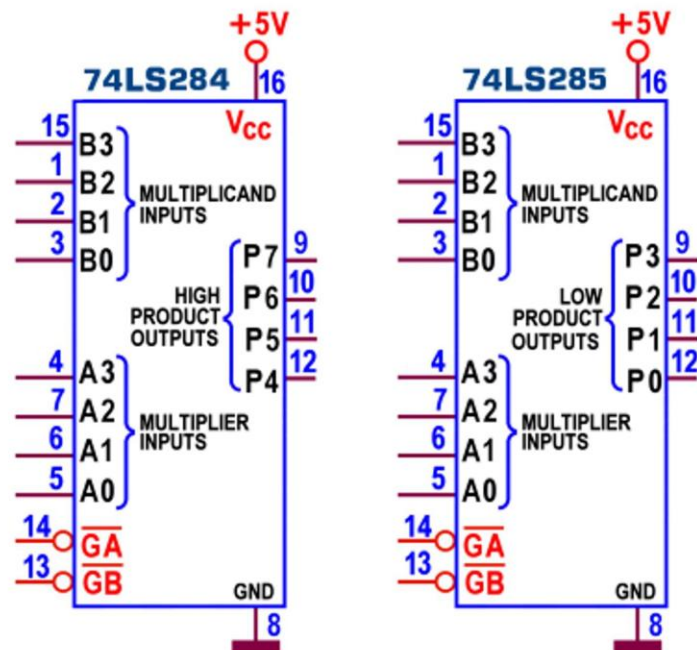 +5V
74LS284
16
VCC
15 B3
1 B2
2 B1
3 B0
MULTIPLICAND
INPUTS
P7 9
P6 10
P5 11
P4 12
HIGH
PRODUCT
OUTPUTS
4 A3
7 A2
6 A1
5 A0
MULTIPLIER
INPUTS
14 GA
13 GB
GND
8
+5V
74LS285
16
VCC
15 B3
1 B2
2 B1
3 B0
MULTIPLICAND
INPUTS
P3 9
P2 10
P1 11
P0 12
LOW
PRODUCT
OUTPUTS
4 A3
7 A2
6 A1
5 A0
MULTIPLIER
INPUTS
14 GA
13 GB
GND
8